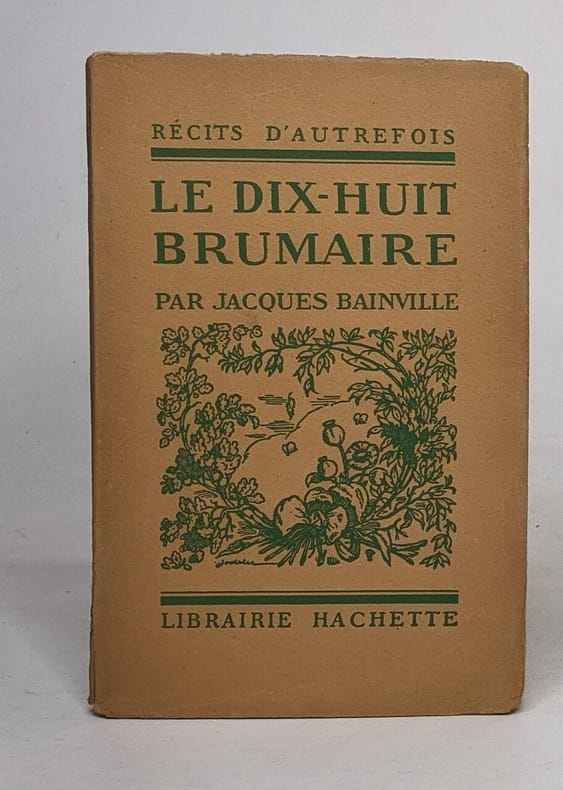 RÉCITS D'AUTREFOIS
LE DIX-HUIT
BRUMAIRE
PAR JACQUES BAINVILLE
LIBRAIRIE HACHETTE